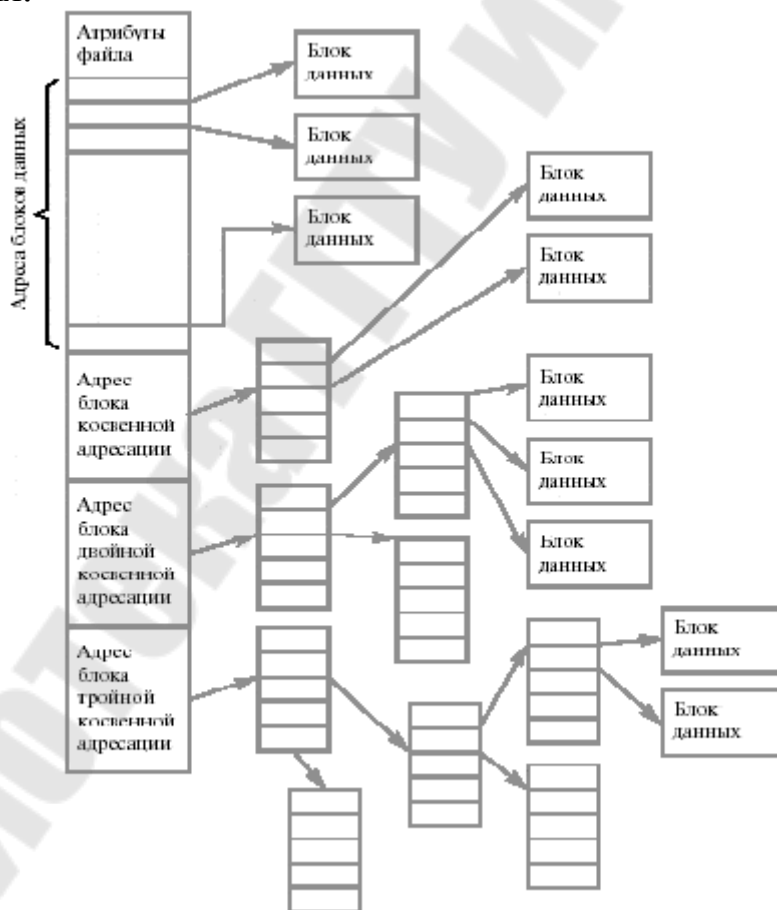 Атрибуты
файла
Адреса блоков данных
Блок
данных
Блок
данных
Блок
данных
Блок
данных
Блок
данных
Адрес
блока
косвенной
адресации
Блок
данных
Блок
данных
Блок
данных
Адрес
блока
двойной
косвенной
адресации
Адрес
блока
тройной
косвенной
адресации
Блок
данных
Блок
данных